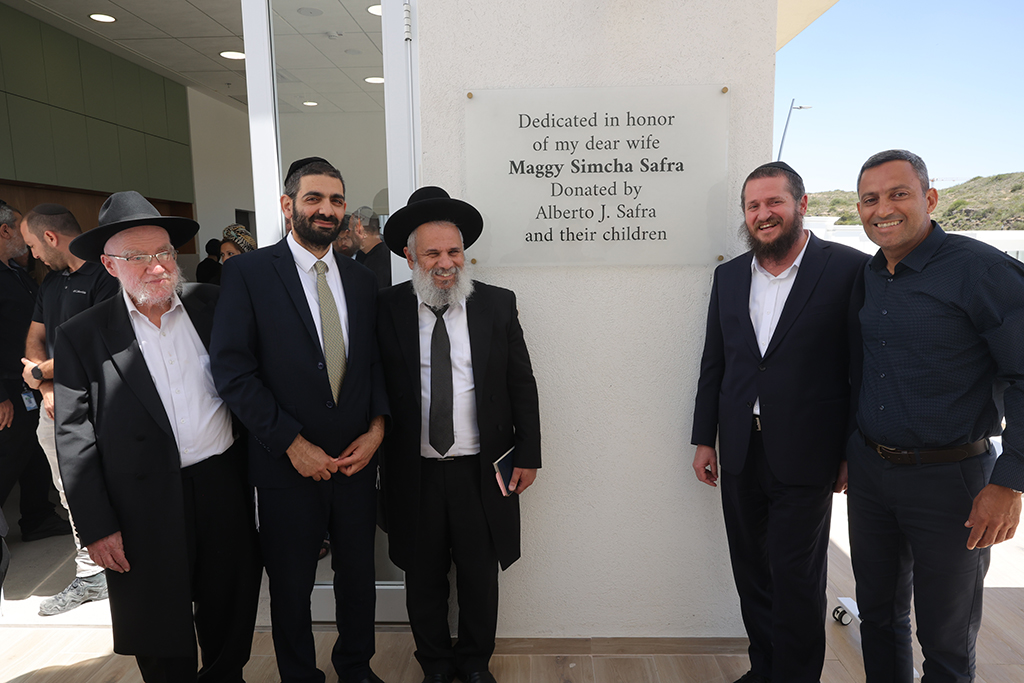 Dedicated in honor
of my dear wife
Maggy Simcha Safra
Donated by
Alberto J. Safra
and their children